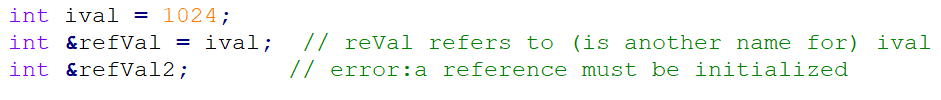 int ival = 1024;
int &refVal = ival;  // reVal refers to (is another name for) ival
int &refVal2;        // error:a reference must be initialized